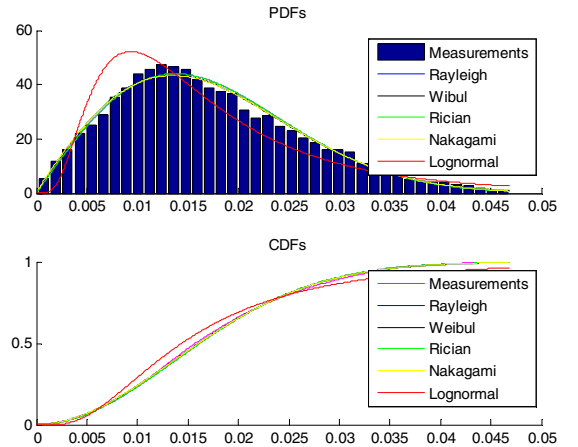 PDFs
60
40
20
0
Measurements
Rayleigh
Wibul
Rician
Nakagami
Lognormal
0 0.005 0.01 0.015 0.02 0.025 0.03 0.035 0.04 0.045 0.05
CDFs
1
0.5
0
Measurements
Rayleigh
Weibul
Rician
Nakagami
Lognormal
0 0.005 0.01 0.015 0.02 0.025 0.03 0.035 0.04 0.045 0.05